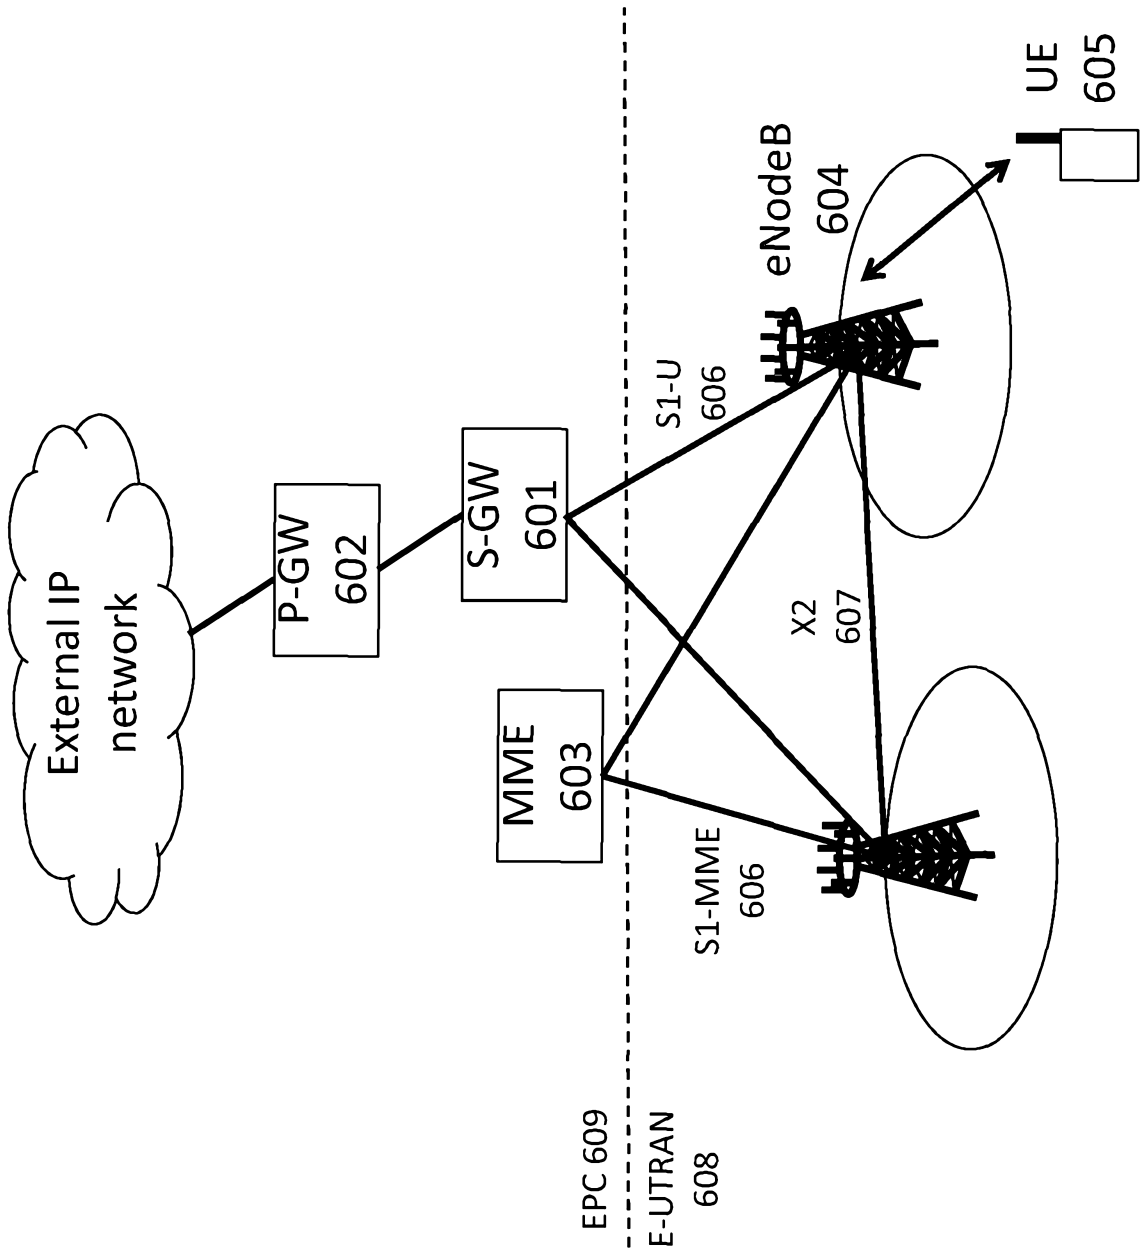 External IP
network
P-GW
602
S-GW
601
MME
603
S1-U
606
eNodeB
604
UE
605
X2
607
S1-MME
606
EPC 609
E-UTRAN
608